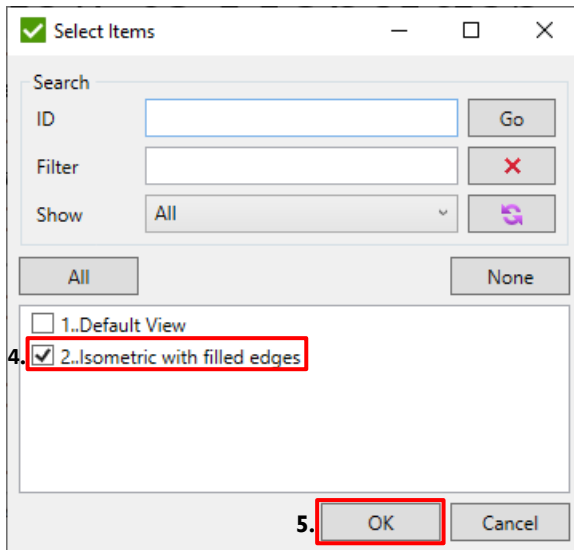 Select Items
Search
ID
Go
Filter
Show
All
All
None
1..Default View
4.
2..Isometric with filled edges
5.
OK
Cancel